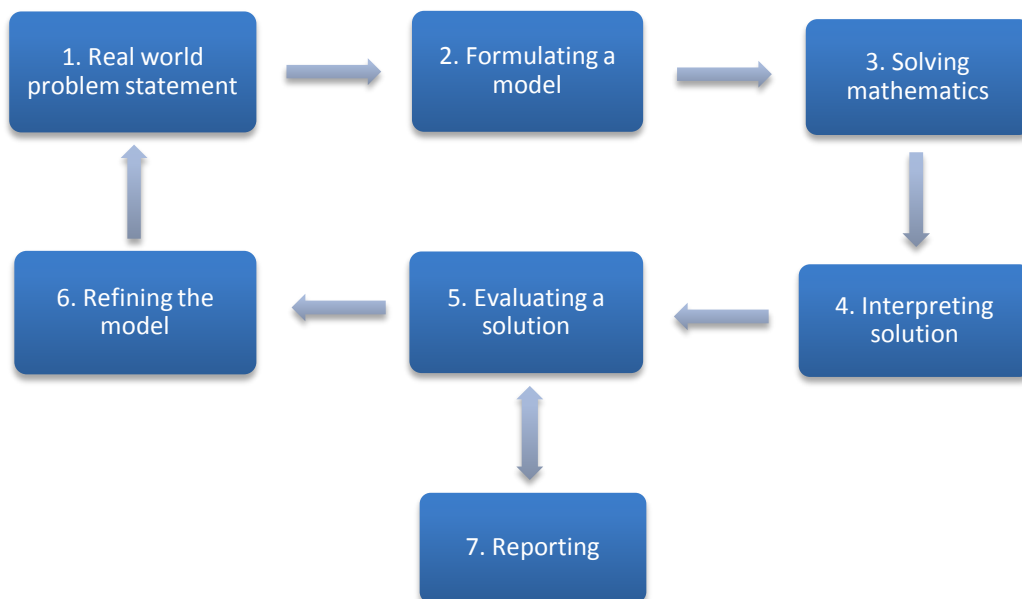 1. Real world
problem statement
2. Formulating a
model
3. Solving
mathematics
6. Refining the
model
5. Evaluating a
solution
4. Interpreting
solution
7. Reporting